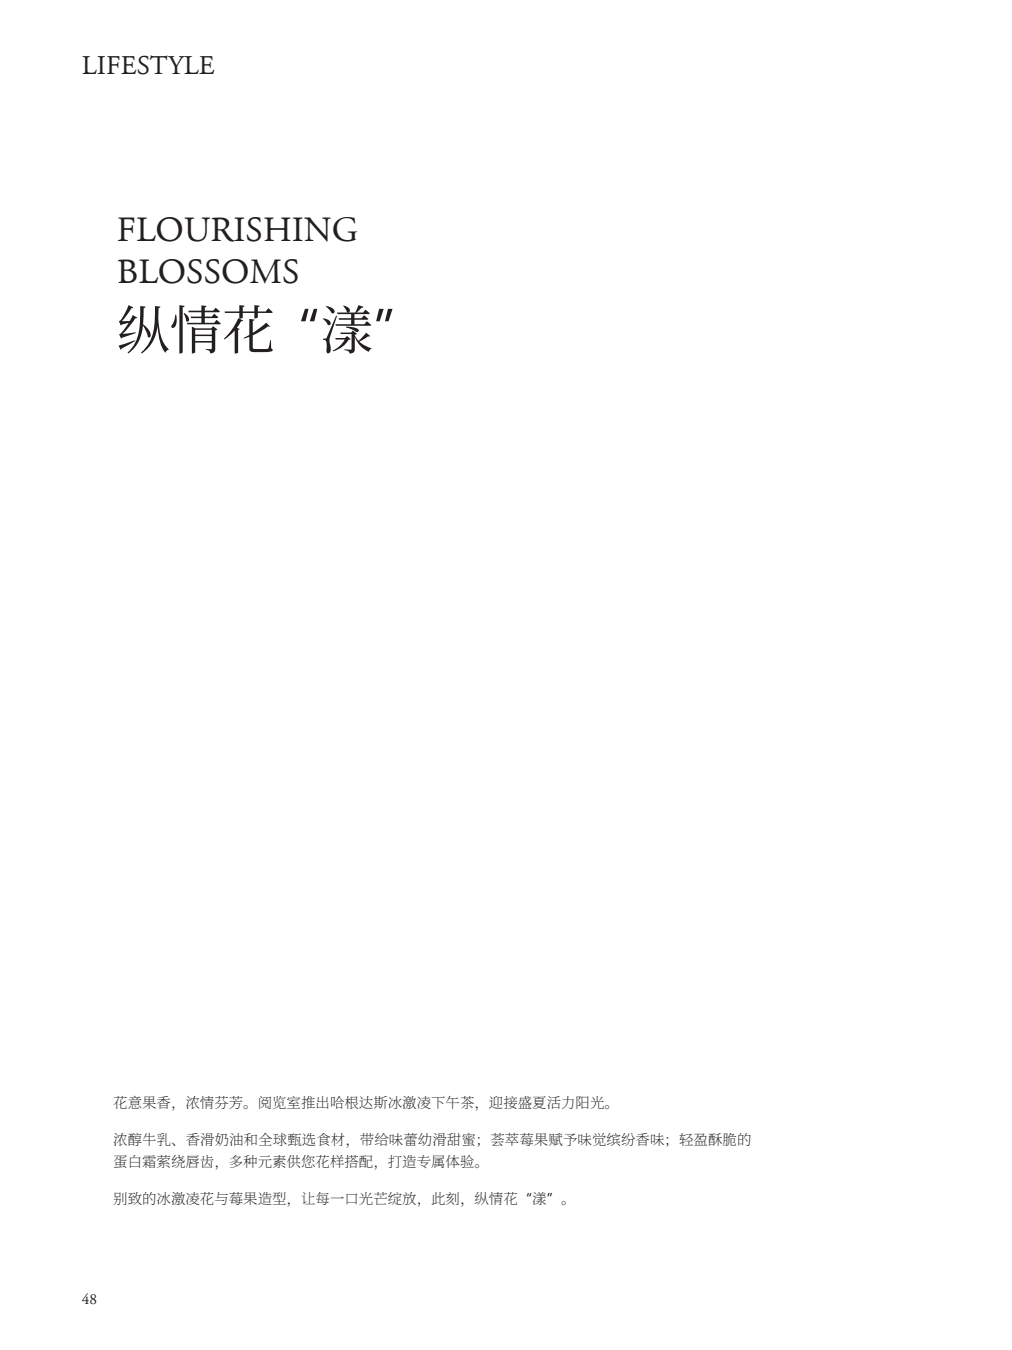 LIFESTYLE
FLOURISHING
BLOSSOMS
纵情花“漾”
花意果香，浓情芬芳。阅览室推出哈根达斯冰激凌下午茶，迎接盛夏活力阳光。
浓醇牛乳、香滑奶油和全球甄选食材，带给味蕾幼滑甜蜜；荟萃莓果赋予味觉缤纷香味；轻盈酥脆的
蛋白霜萦绕唇齿，多种元素供您花样搭配，打造专属体验。
别致的冰激凌花与莓果造型，让每一口光芒绽放，此刻，纵情花“漾”。
48